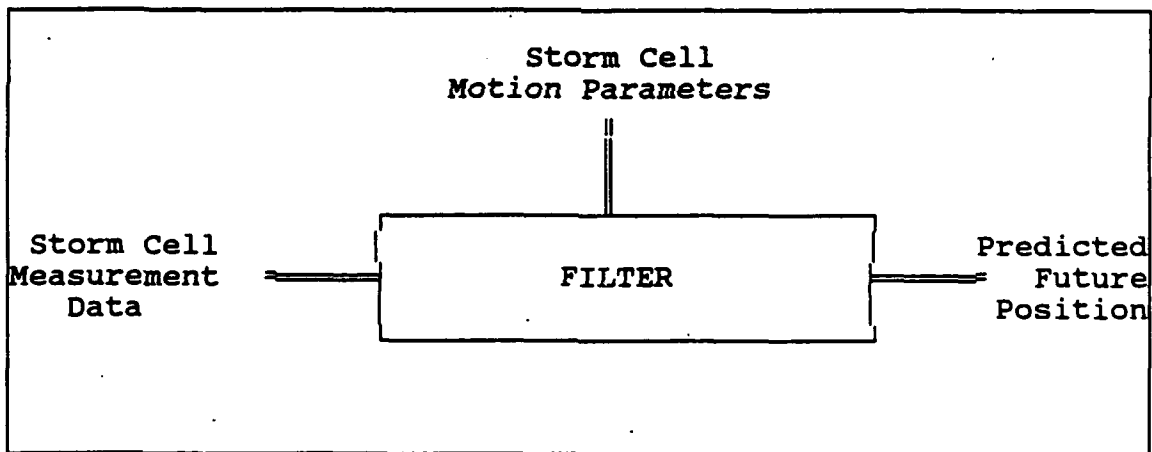 Storm Cell
Motion Parameters
Storm Cell
Measurement
Data
FILTER
Predicted
Future
Position